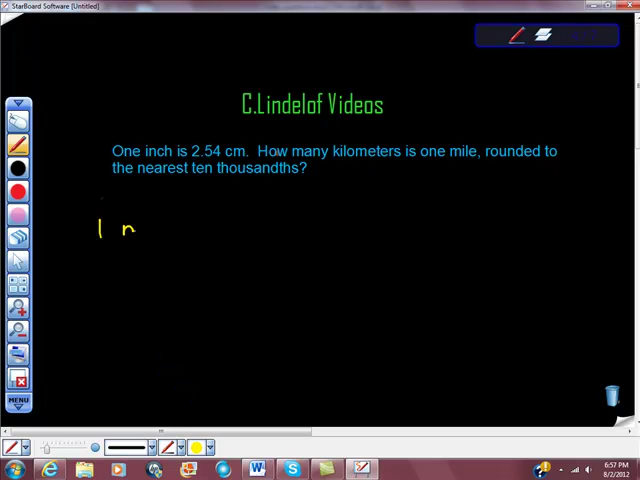 StarBoard Software [Untitled]
C.Lindelof Videos
One inch is 2.54 cm. How many kilometers is one mile, rounded to
the nearest ten thousandths?
1 n
MENU
6:57 PM
8/2/2012